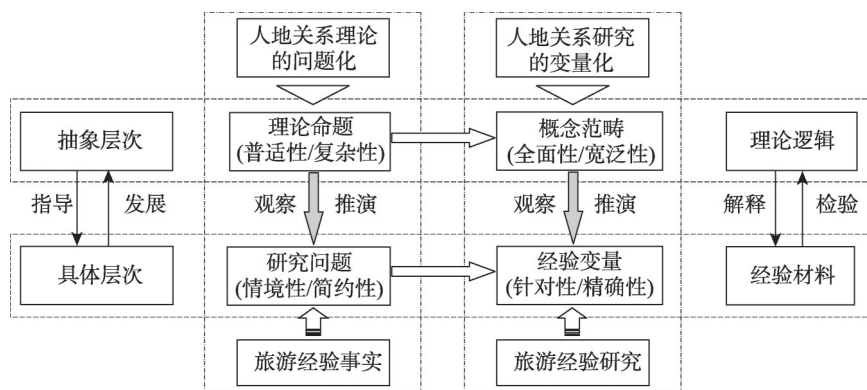 人地关系理论
的问题化
人地关系研究
的变量化
抽象层次
理论命题
(普适性/复杂性)
概念范畴
(全面性/宽泛性)
理论逻辑
指导
发展
观察
推演
观察
推演
解释
检验
具体层次
研究问题
(情境性/简约性)
经验变量
(针对性/精确性)
经验材料
旅游经验事实
旅游经验研究